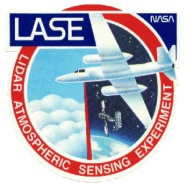 LASE
NASA
LIDAR ATMOSPHERIC SENSING EXPERIMENT